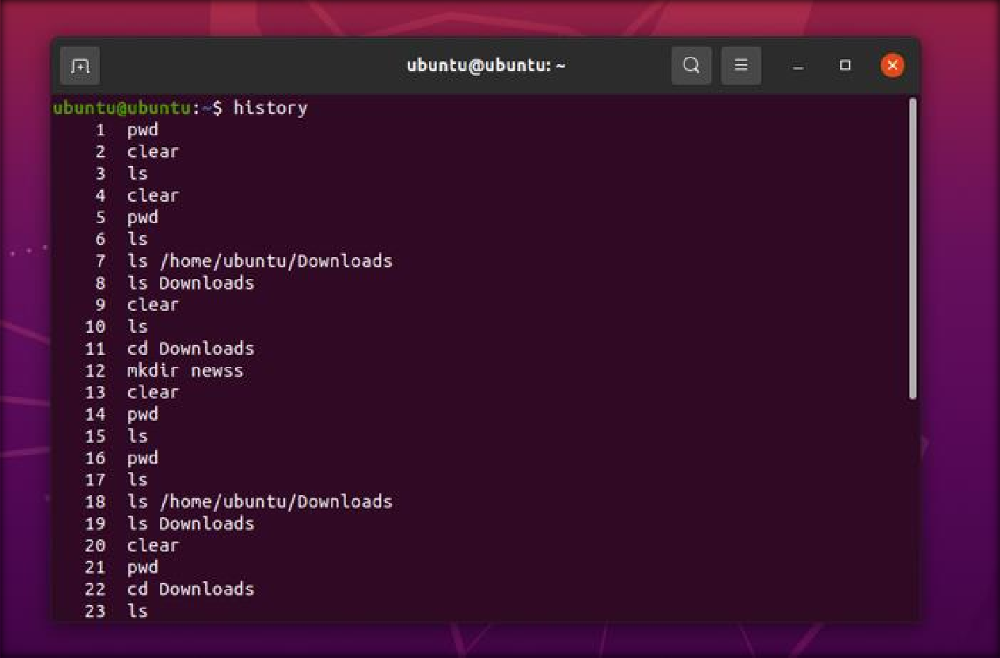 ubuntu@ubuntu: ~
ubuntu@ubuntu:~$ history
1 pwd
2 clear
3 ls
4 clear
5 pwd
6 ls
7 ls /home/ubuntu/Downloads
8 ls Downloads
9 clear
10 ls
11 cd Downloads
12 mkdir newss
13 clear
14 pwd
15 ls
16 pwd
17 ls
18 ls /home/ubuntu/Downloads
19 ls Downloads
20 clear
21 pwd
22 cd Downloads
23 ls